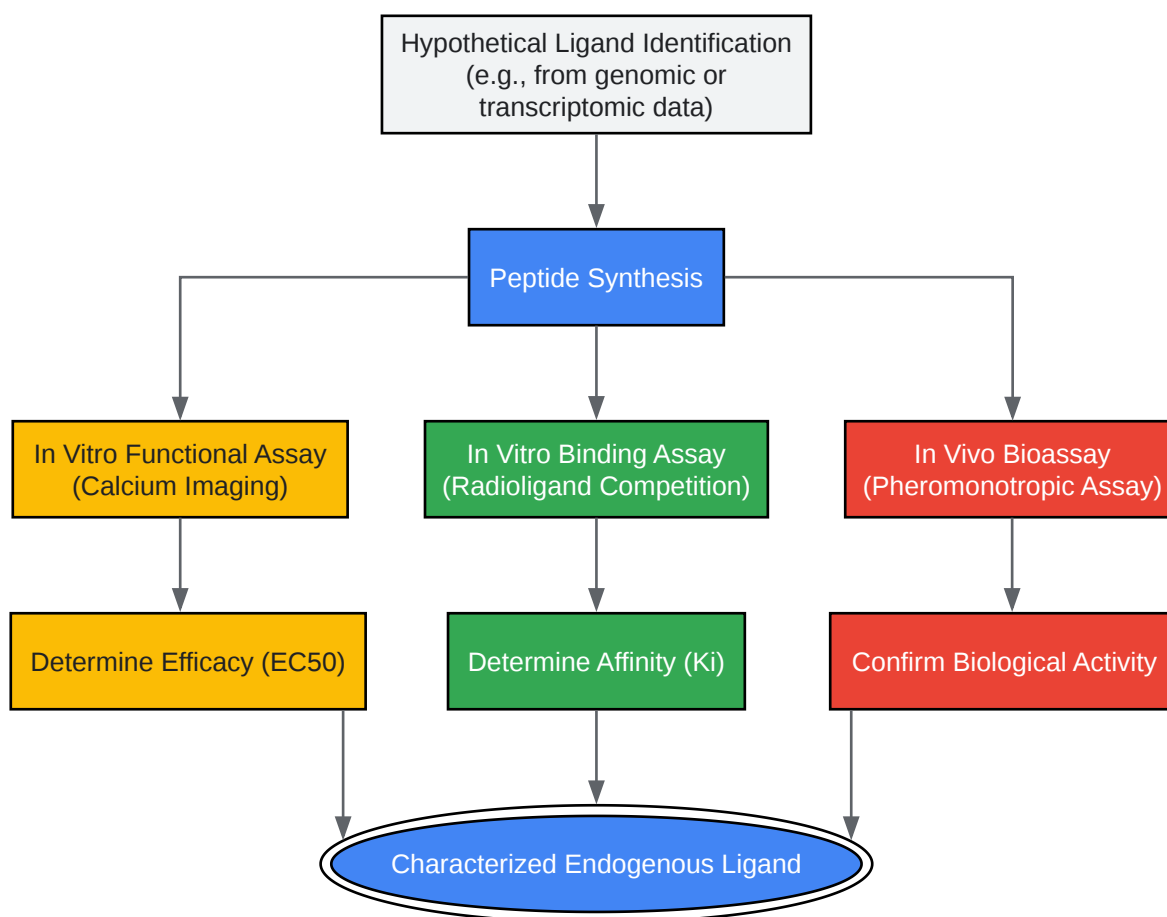 Hypothetical Ligand Identification
(e.g., from genomic or
transcriptomic data)
Peptide Synthesis
In Vitro Functional Assay
(Calcium Imaging)
In Vitro Binding Assay
(Radioligand Competition)
In Vivo Bioassay
(Pheromonotropic Assay)
Determine Efficacy (EC50)
Determine Affinity (Ki)
Confirm Biological Activity
Characterized Endogenous Ligand